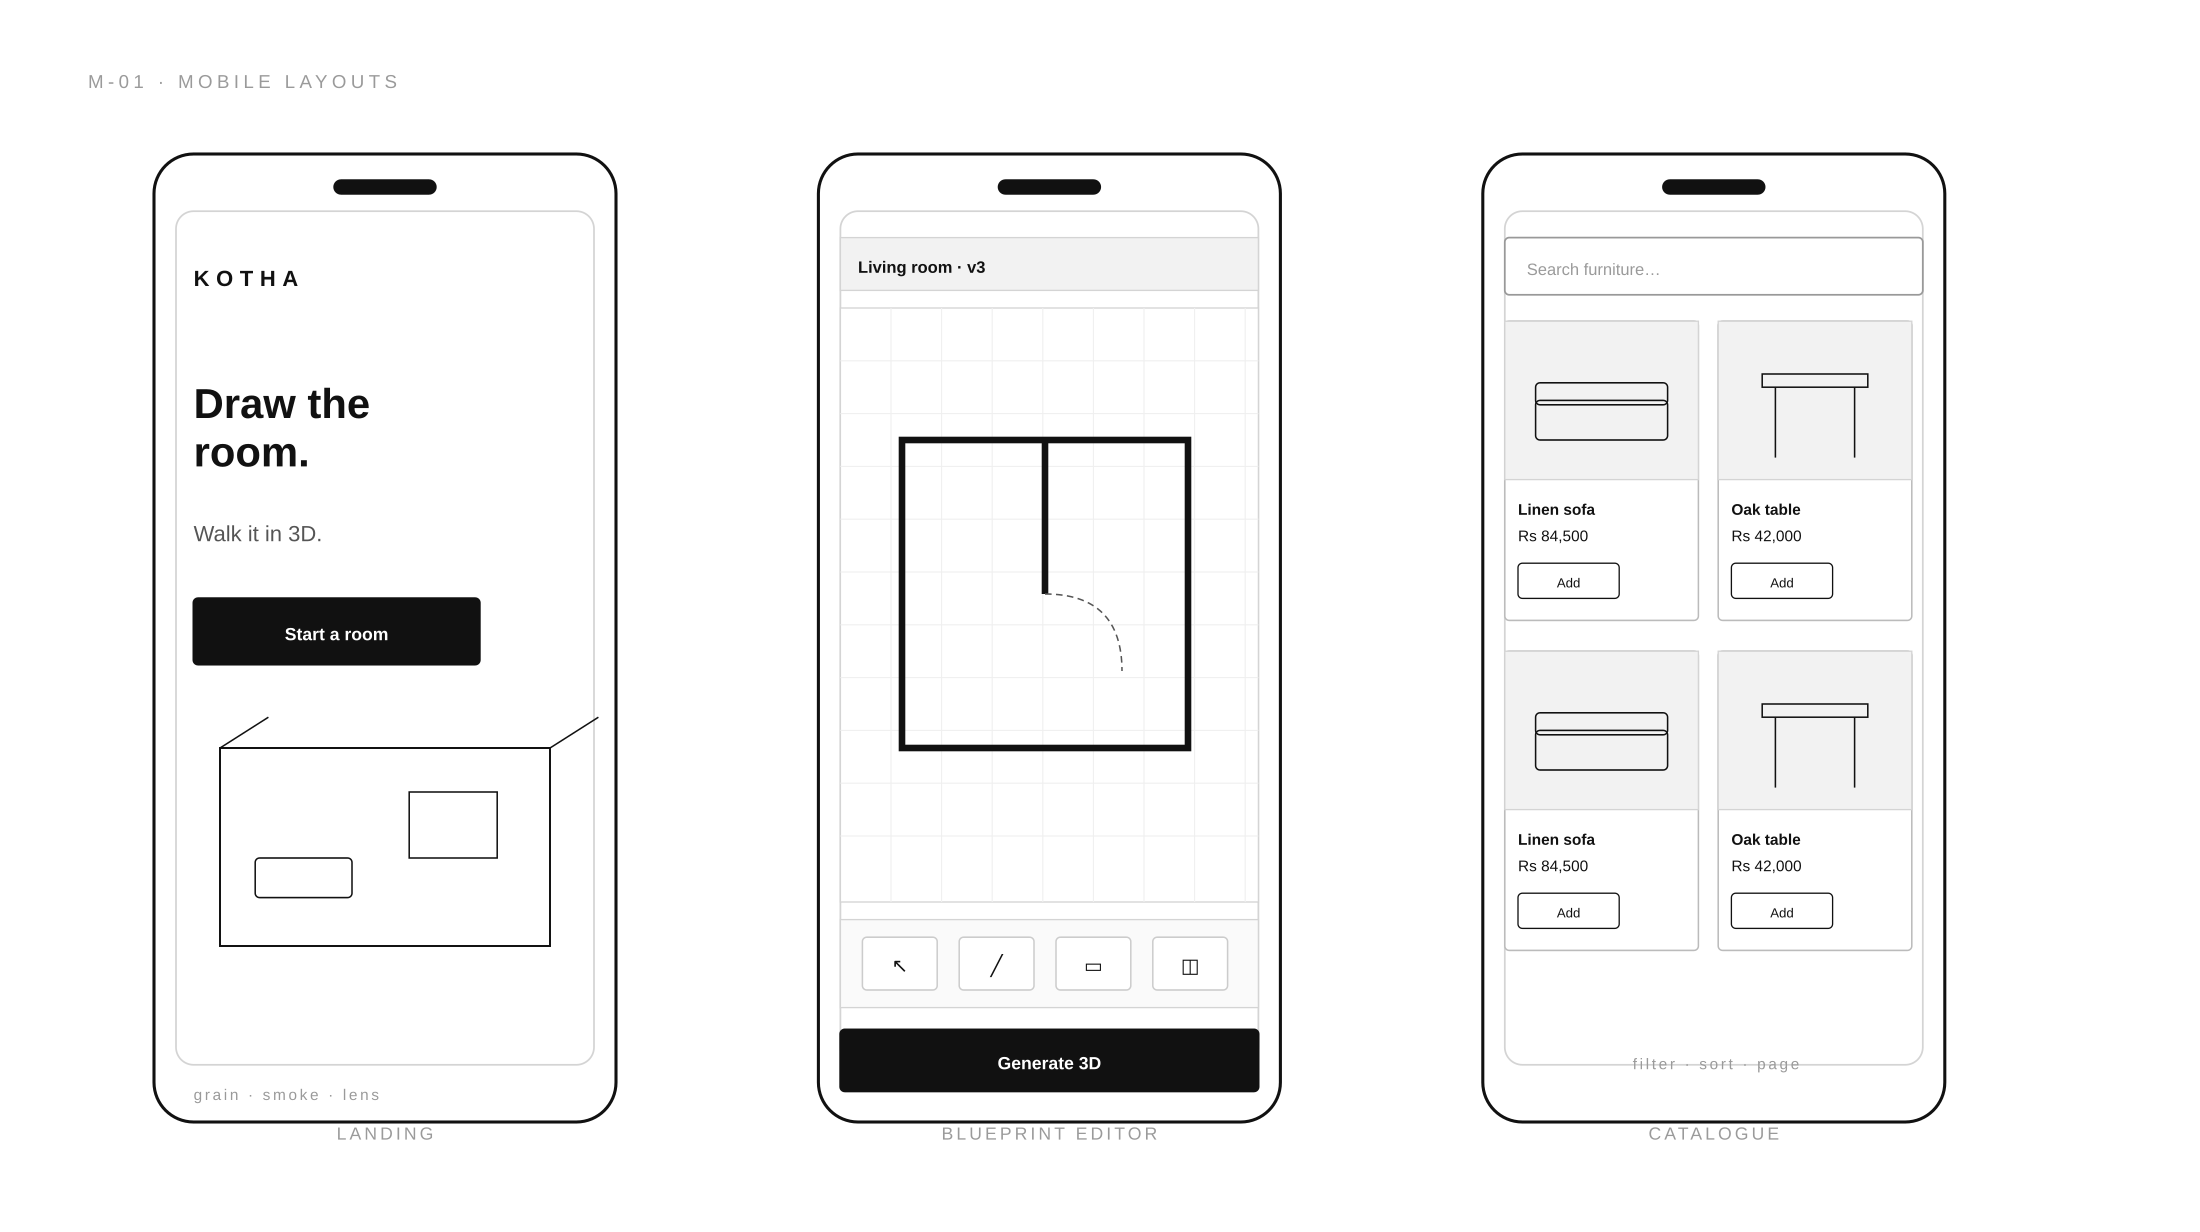 M-01 · MOBILE LAYOUTS
KOTHA
Draw the
room.
Walk it in 3D.
Start a room
grain · smoke · lens
LANDING
Living room · v3
Generate 3D
BLUEPRINT EDITOR
Search furniture…
Linen sofa
Rs 84,500
Add
Oak table
Rs 42,000
Add
Linen sofa
Rs 84,500
Add
Oak table
Rs 42,000
Add
filter · sort · page
CATALOGUE